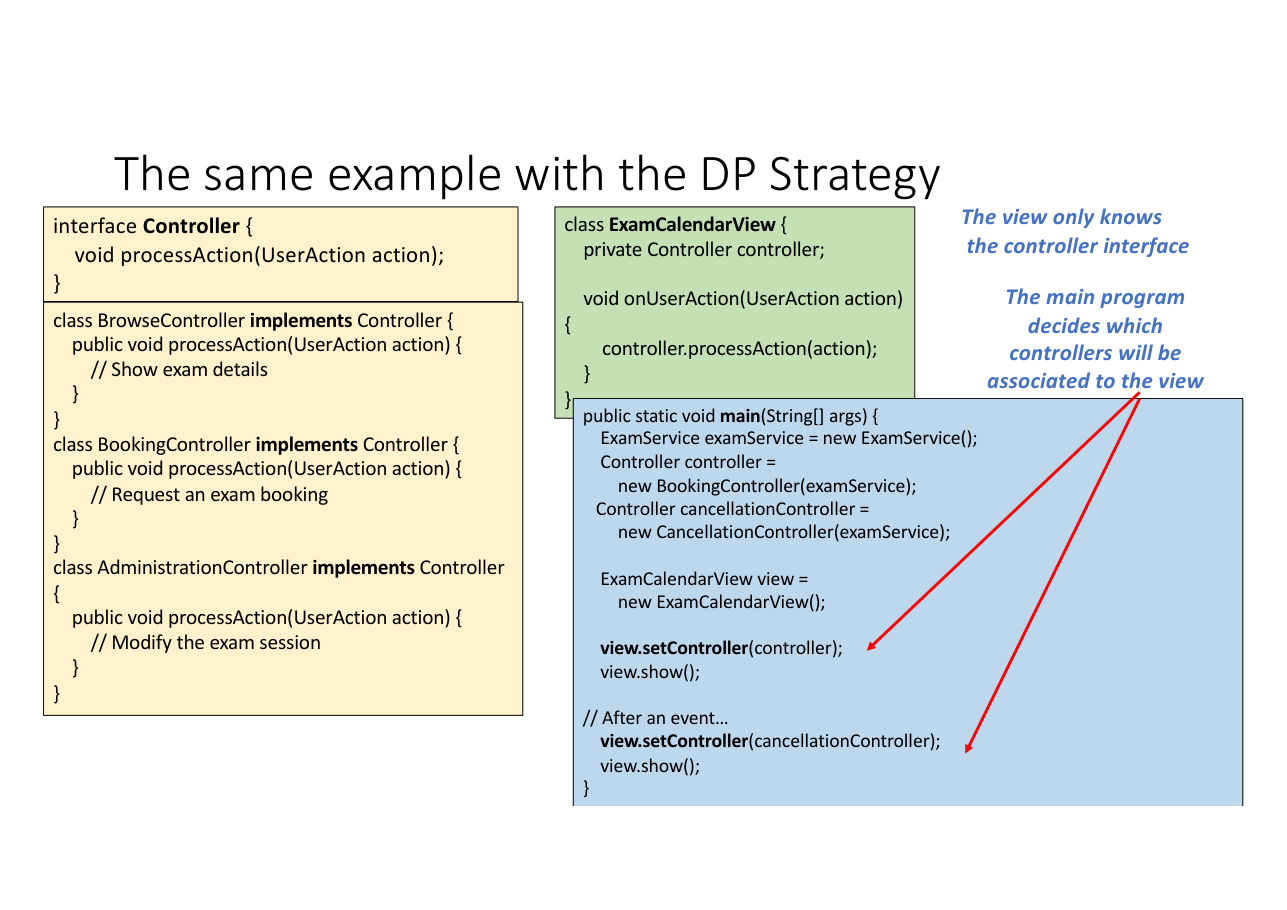 The same example with the DP Strategy
interface Controller {
void processAction(UserAction action);
}
class BrowseController implements Controller {
public void processAction(UserAction action) {
// Show exam details
}
}
class BookingController implements Controller {
public void processAction(UserAction action) {
// Request an exam booking
}
}
class AdministrationController implements Controller
{
public void processAction(UserAction action) {
// Modify the exam session
}
}
class ExamCalendarView {
private Controller controller;
void onUserAction(UserAction action)
{
controller.processAction(action);
}
}
The view only knows
the controller interface
The main program
decides which
controllers will be
associated to the view
public static void main(String[] args) {
ExamService examService = new ExamService();
Controller controller =
new BookingController(examService);
Controller cancellationController =
new CancellationController(examService);
ExamCalendarView view =
new ExamCalendarView();
view.setController(controller);
view.show();
// After an event…
view.setController(cancellationController);
view.show();
}